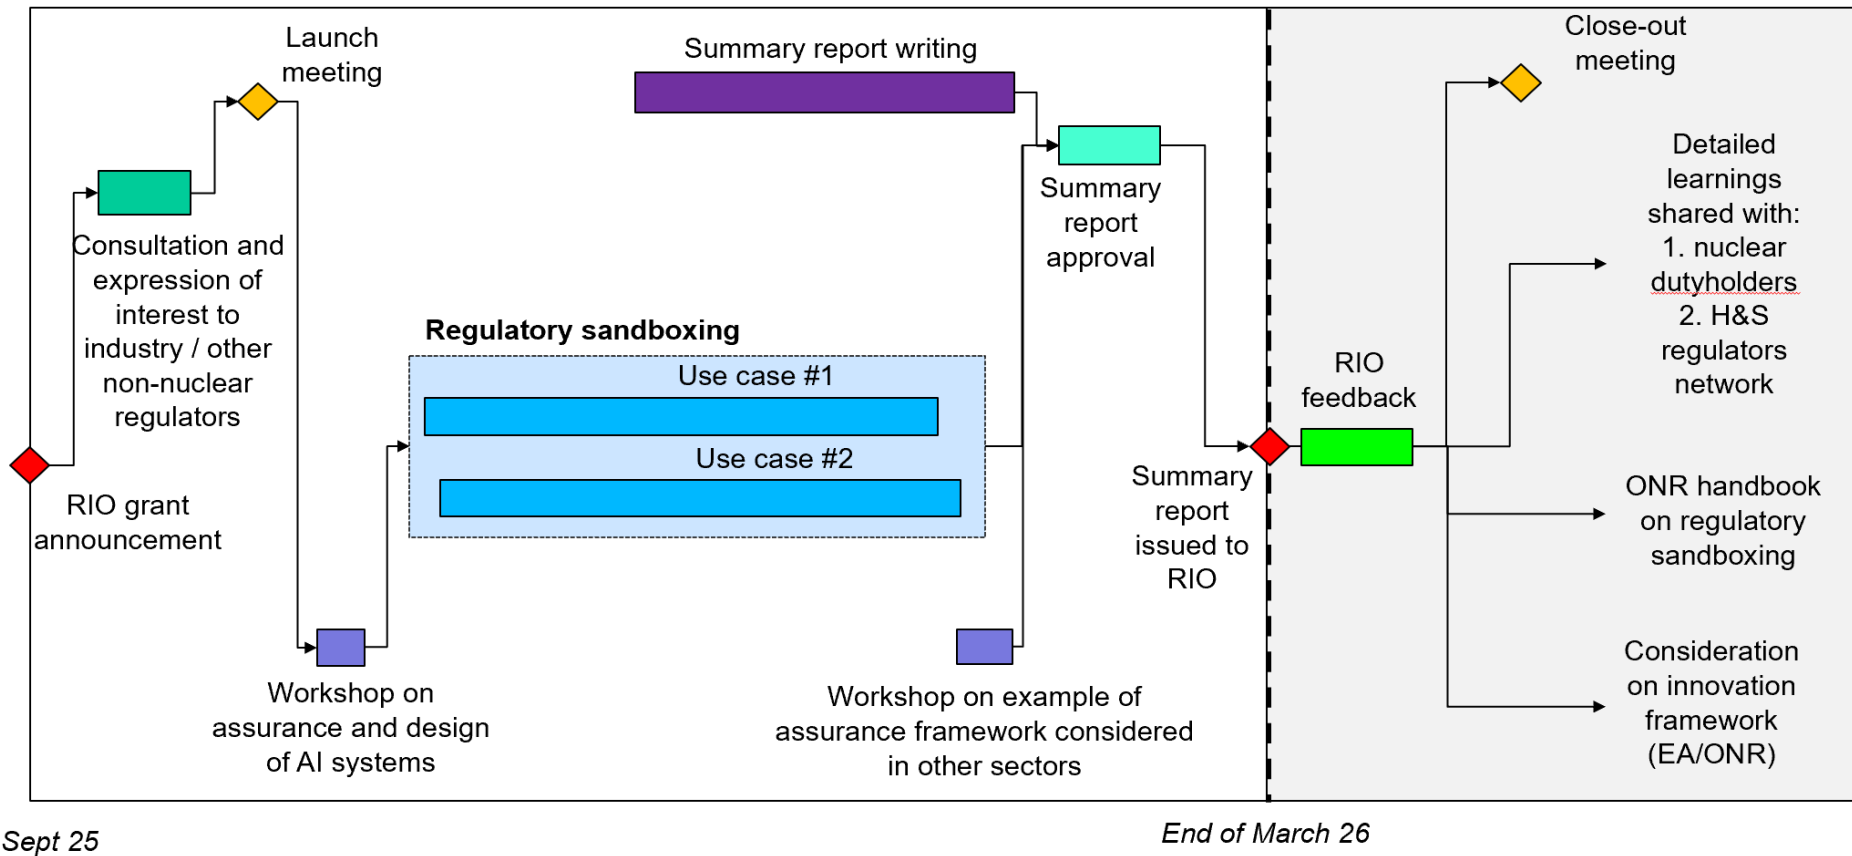 Launch
meeting
Summary report writing
Close-out
meeting
Consultation and
expression of
interest to
industry / other
non-nuclear
regulators
Summary
report
approval
Detailed
learnings
shared with:
1. nuclear
dutyholders
2. H&S
regulators
network
Regulatory sandboxing
Use case #1
Use case #2
RIO
feedback
RIO grant
announcement
Summary
report
issued to
RIO
ONR handbook
on regulatory
sandboxing
Workshop on
assurance and design
of AI systems
Workshop on example of
assurance framework considered
in other sectors
Consideration
on innovation
framework
(EA/ONR)
Sept 25
End of March 26